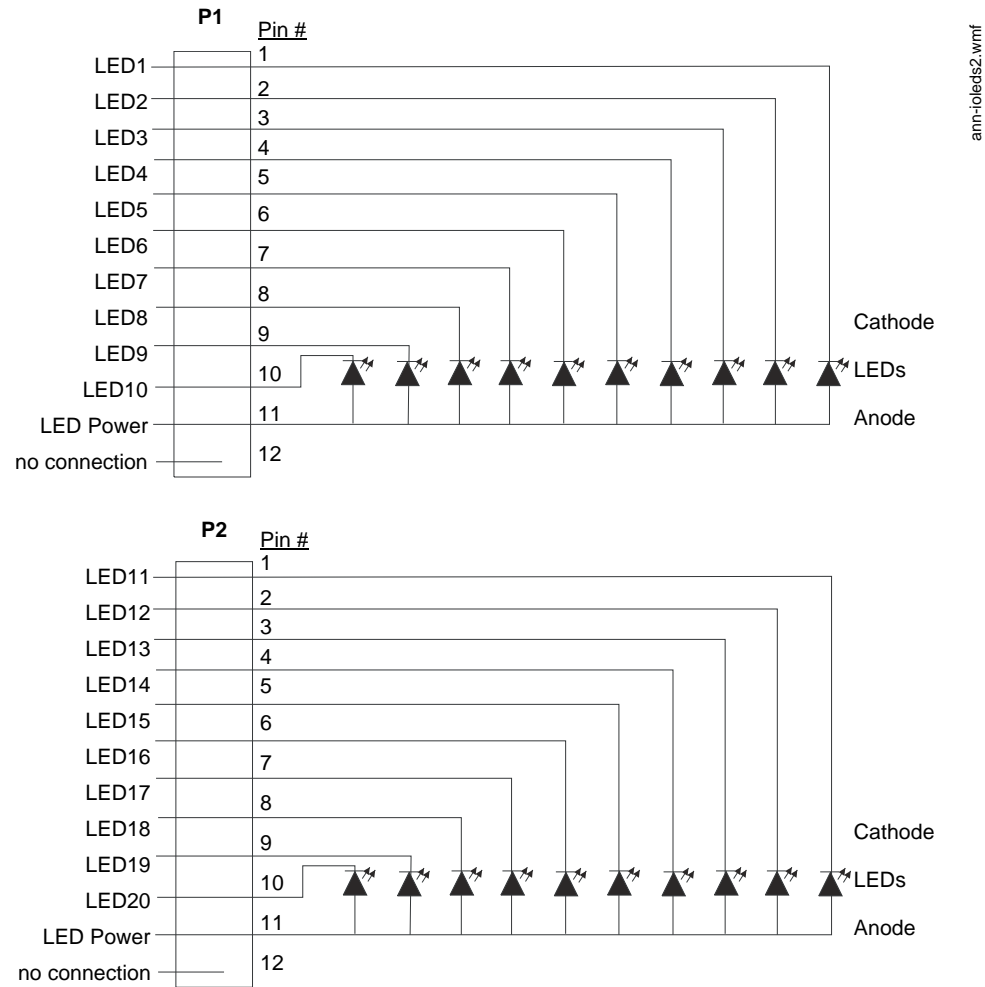 P1
Pin #
LED1 1
LED2 2
LED3 3
LED4 4
LED5 5
LED6 6
LED7 7
LED8 8
LED9 9
LED10 10
LED Power 11
no connection 12
Cathode
LEDs
Anode
ann-ioleds2.wmf
P2
Pin #
LED11 1
LED12 2
LED13 3
LED14 4
LED15 5
LED16 6
LED17 7
LED18 8
LED19 9
LED20 10
LED Power 11
no connection 12
Cathode
LEDs
Anode